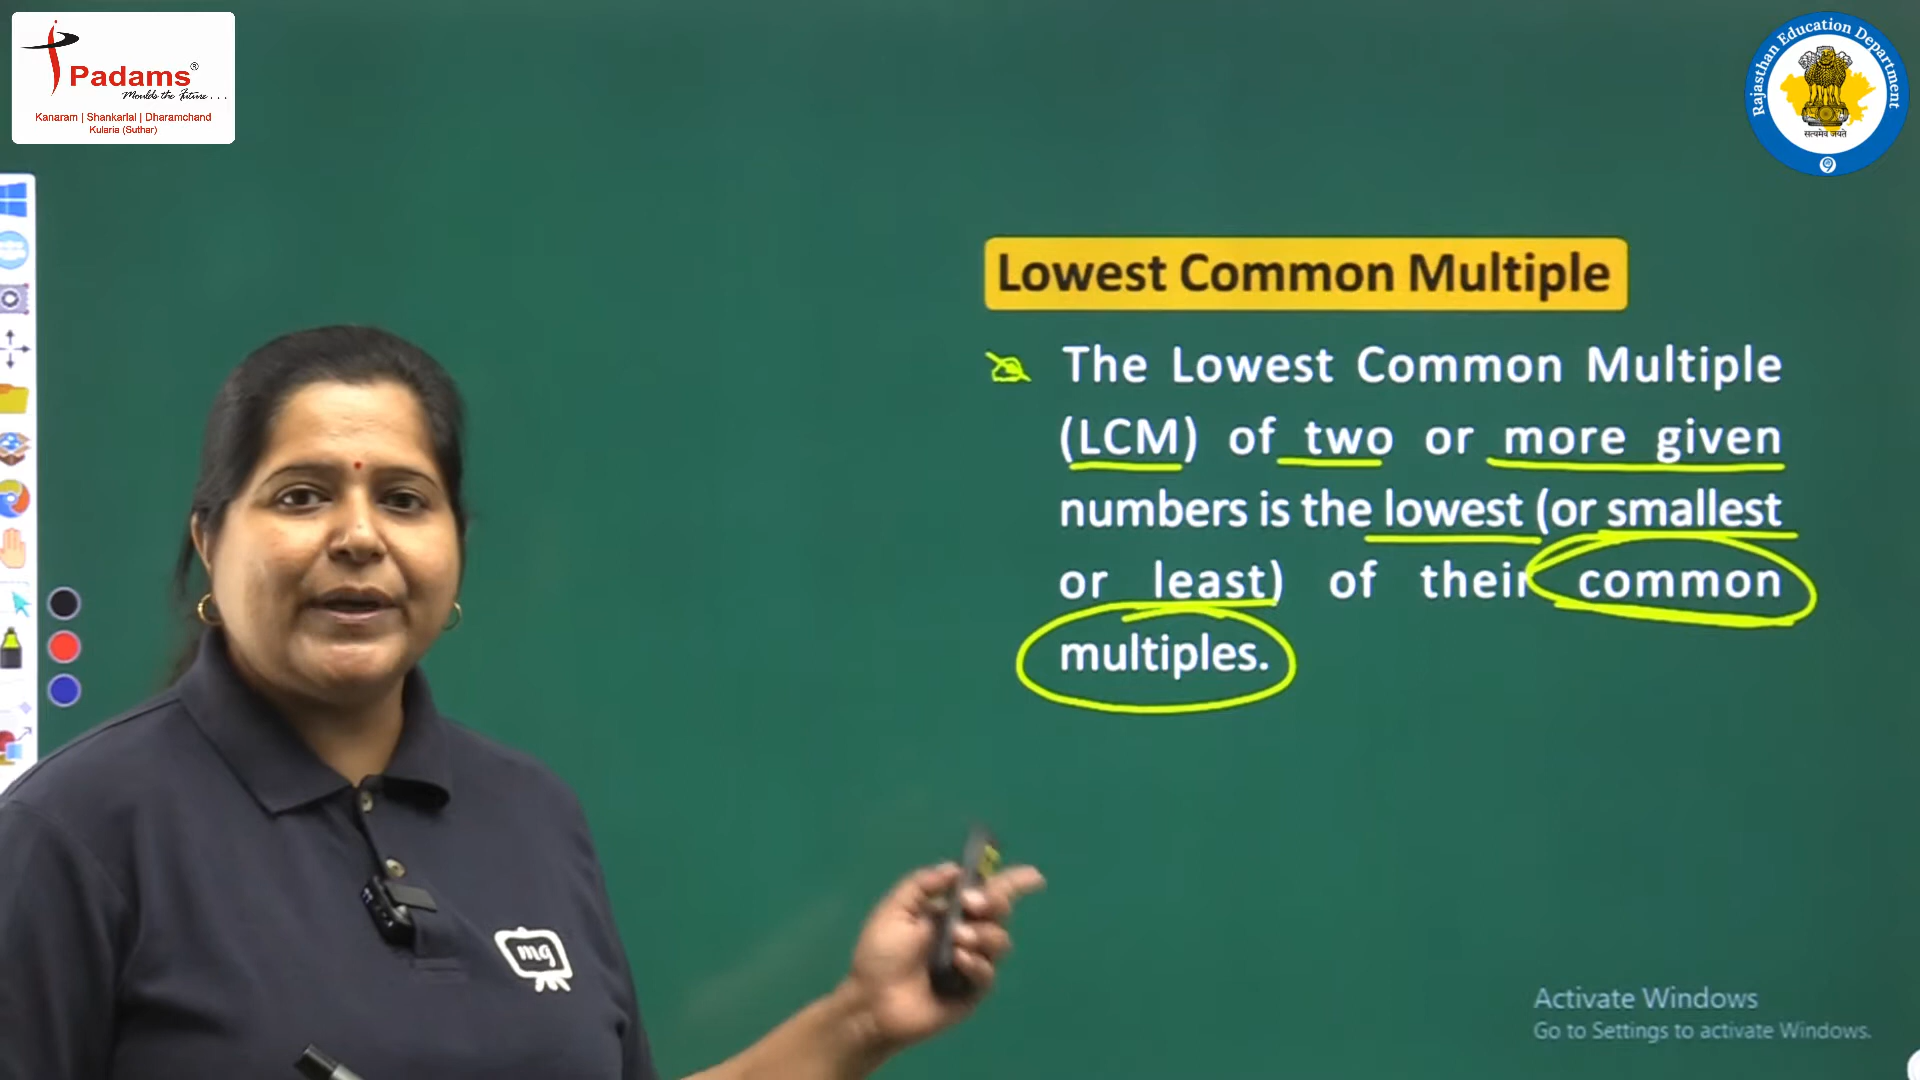 Padams®
Moulds the Future . . .
Kanaram | Shankarlal | Dharamchand
Kularia (Suthar)
Rajasthan Education Department
सत्यमेव जयते
Lowest Common Multiple
The Lowest Common Multiple
(LCM) of two or more given
numbers is the lowest (or smallest
or least) of their common
multiples.
mg
Activate Windows
Go to Settings to activate Windows.